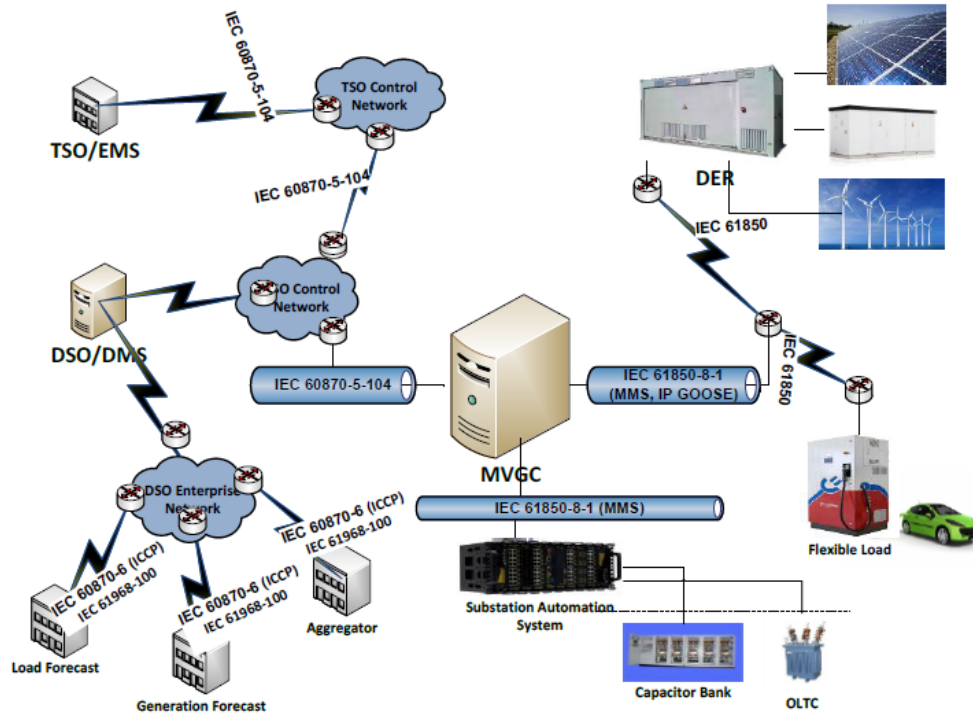 IEC 60870-5-104
TSO Control
Network
TSO/EMS
IEC 60870-5-104
DER
IEC 61850
SO Control
Network
DSO/DMS
IEC 60870-5-104
IEC 61850-8-1
(MMS, IP GOOSE)
IEC 61850
MVGC
DSO Enterprise
Network
IEC 61850-8-1 (MMS)
IEC 60870-6 (ICCP)
IEC 61968-100
IEC 60870-6 (ICCP)
IEC 61968-100
IEC 60870-6 (ICCP)
IEC 61968-100
Flexible Load
Substation Automation
System
Aggregator
Load Forecast
Generation Forecast
Capacitor Bank
OLTC